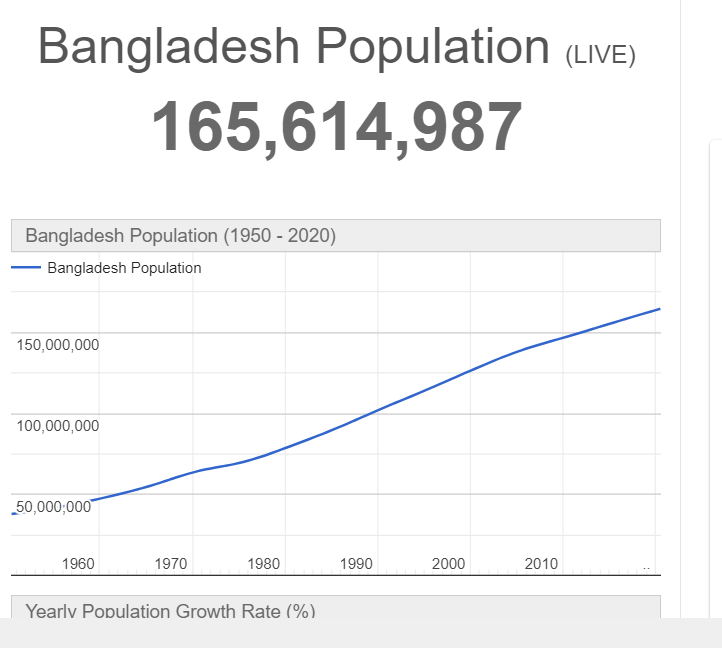 Bangladesh Population (LIVE)
165,614,987
Bangladesh Population (1950 - 2020)
Bangladesh Population
150,000,000
100,000,000
50,000,000
1960 1970 1980 1990 2000 2010 ..
Yearly Population Growth Rate (%)